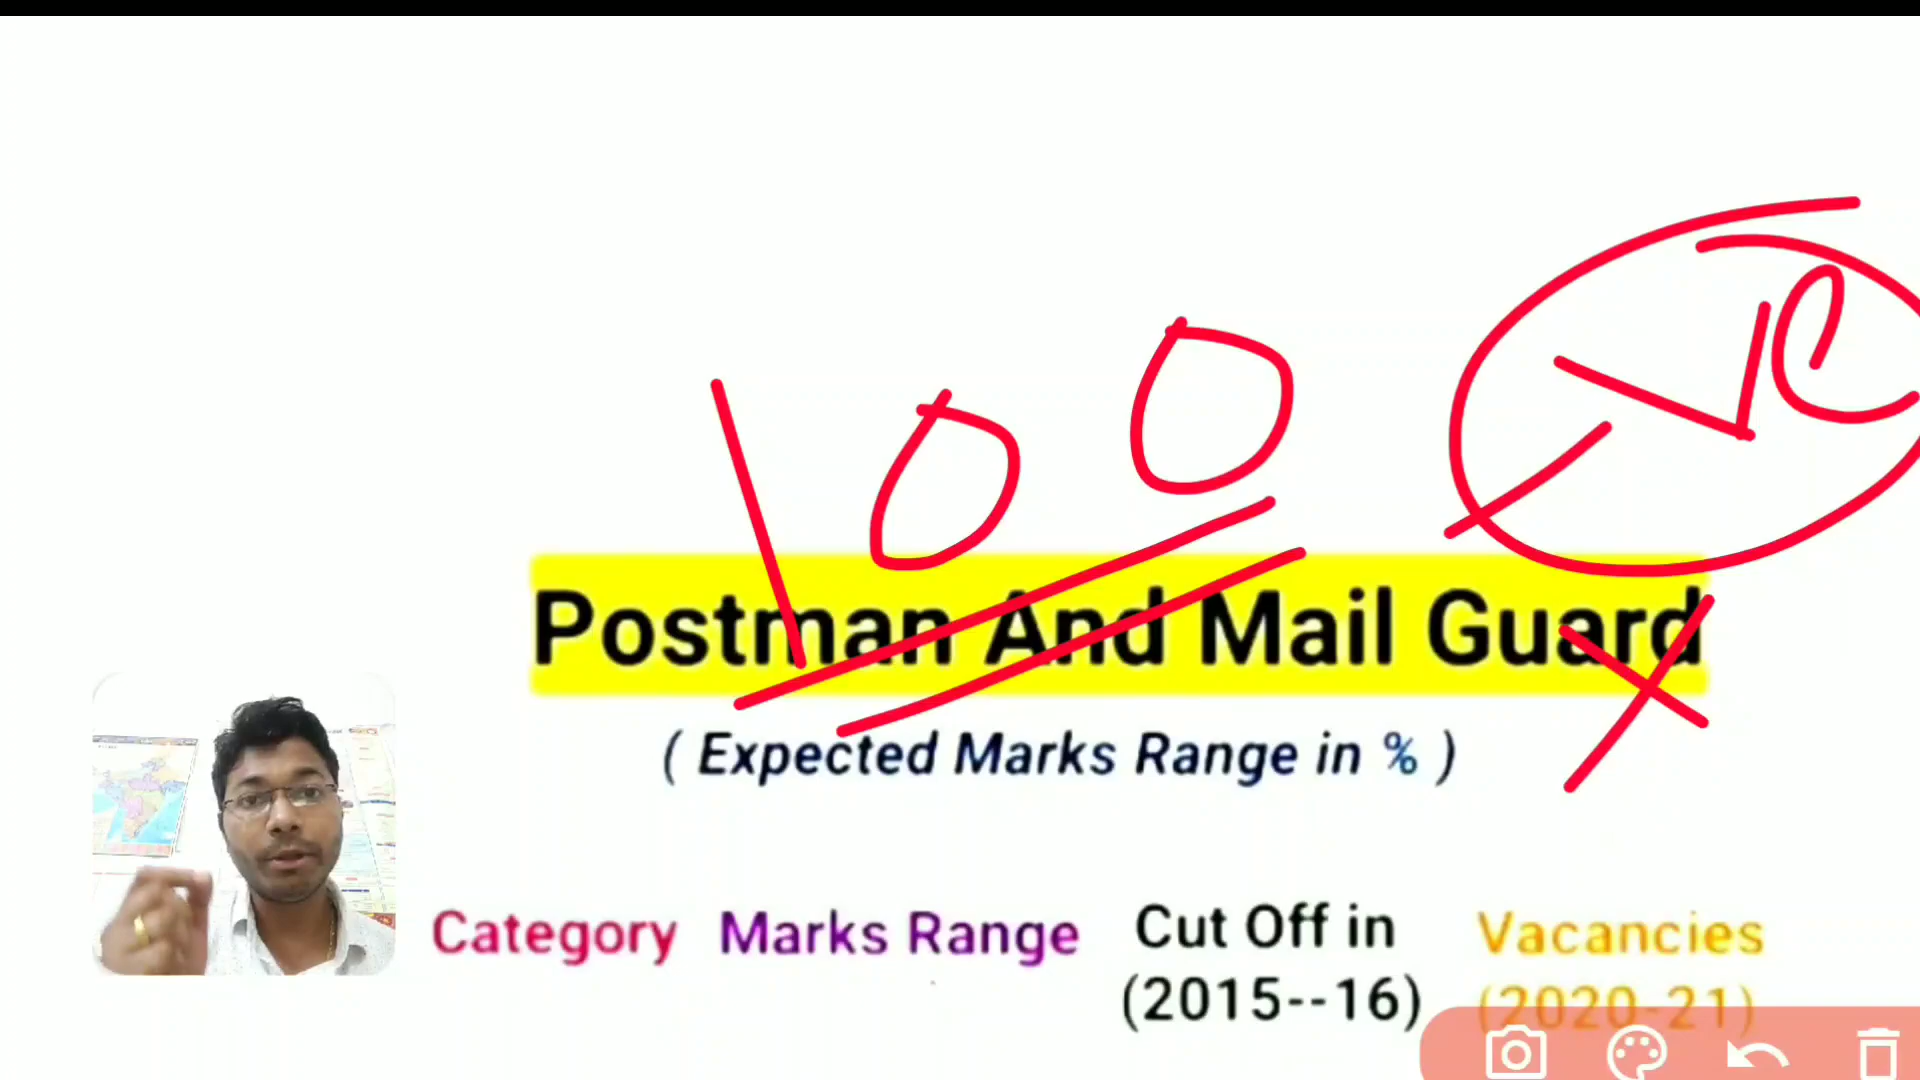 100
Postman And Mail Guard
( Expected Marks Range in % )
Category Marks Range Cut Off in (2015--16) Vacancies (2020-21)